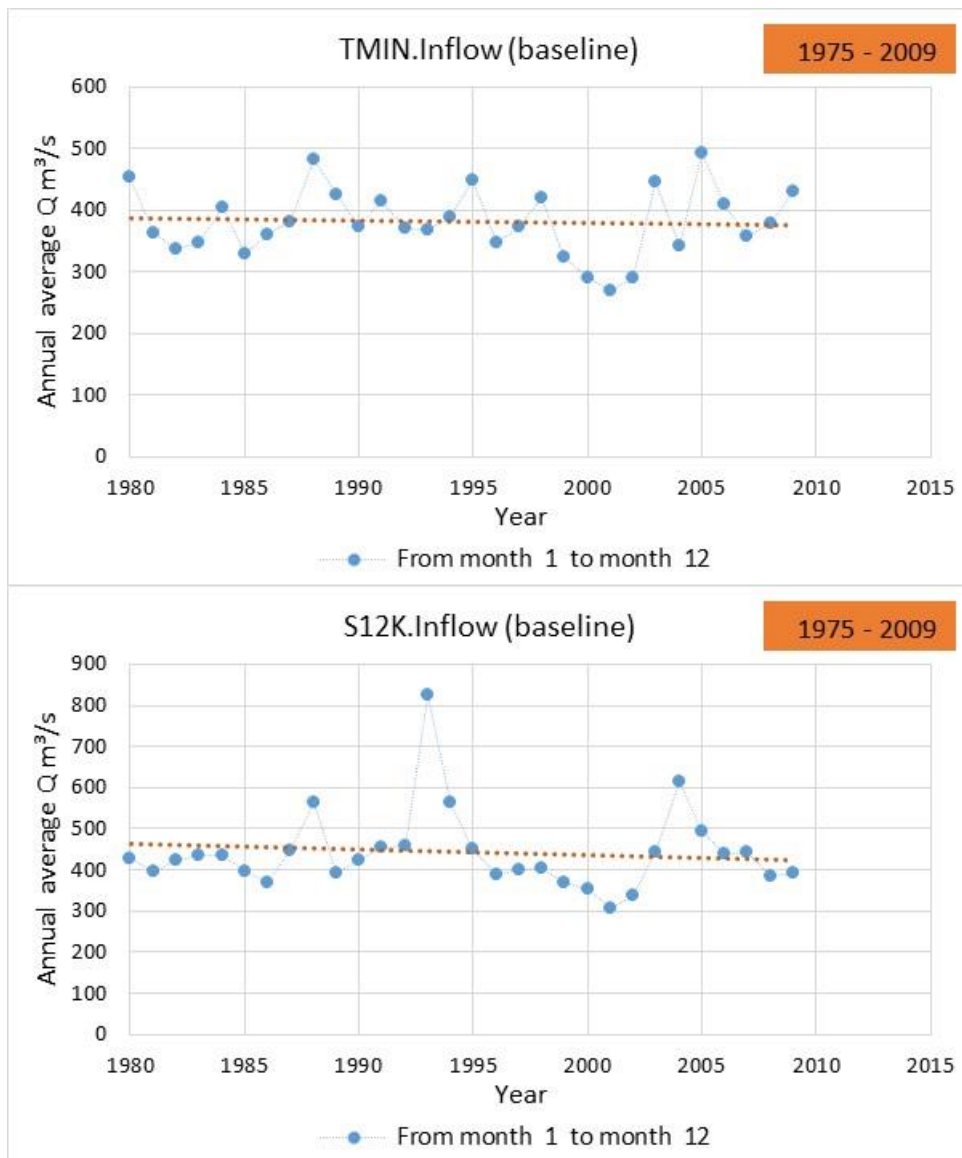 TMIN.Inflow (baseline)
1975 - 2009
600
500
400
300
200
100
0
Annual average Q m³/s
1980 1985 1990 1995 2000 2005 2010 2015
Year
From month 1 to month 12
S12K.Inflow (baseline)
1975 - 2009
900
800
700
600
500
400
300
200
100
0
Annual average Q m³/s
1980 1985 1990 1995 2000 2005 2010 2015
Year
From month 1 to month 12